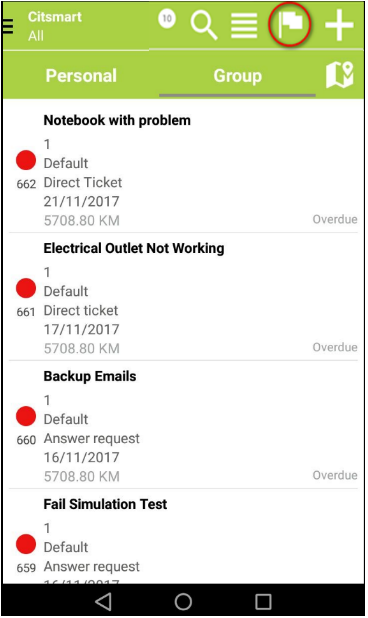 Citsmart
All
10
Personal
Group
Notebook with problem
1
Default
662 Direct Ticket
21/11/2017
5708.80 KM
Overdue
Electrical Outlet Not Working
1
Default
661 Direct ticket
17/11/2017
5708.80 KM
Overdue
Backup Emails
1
Default
660 Answer request
16/11/2017
5708.80 KM
Overdue
Fail Simulation Test
1
Default
659 Answer request
16/11/2017